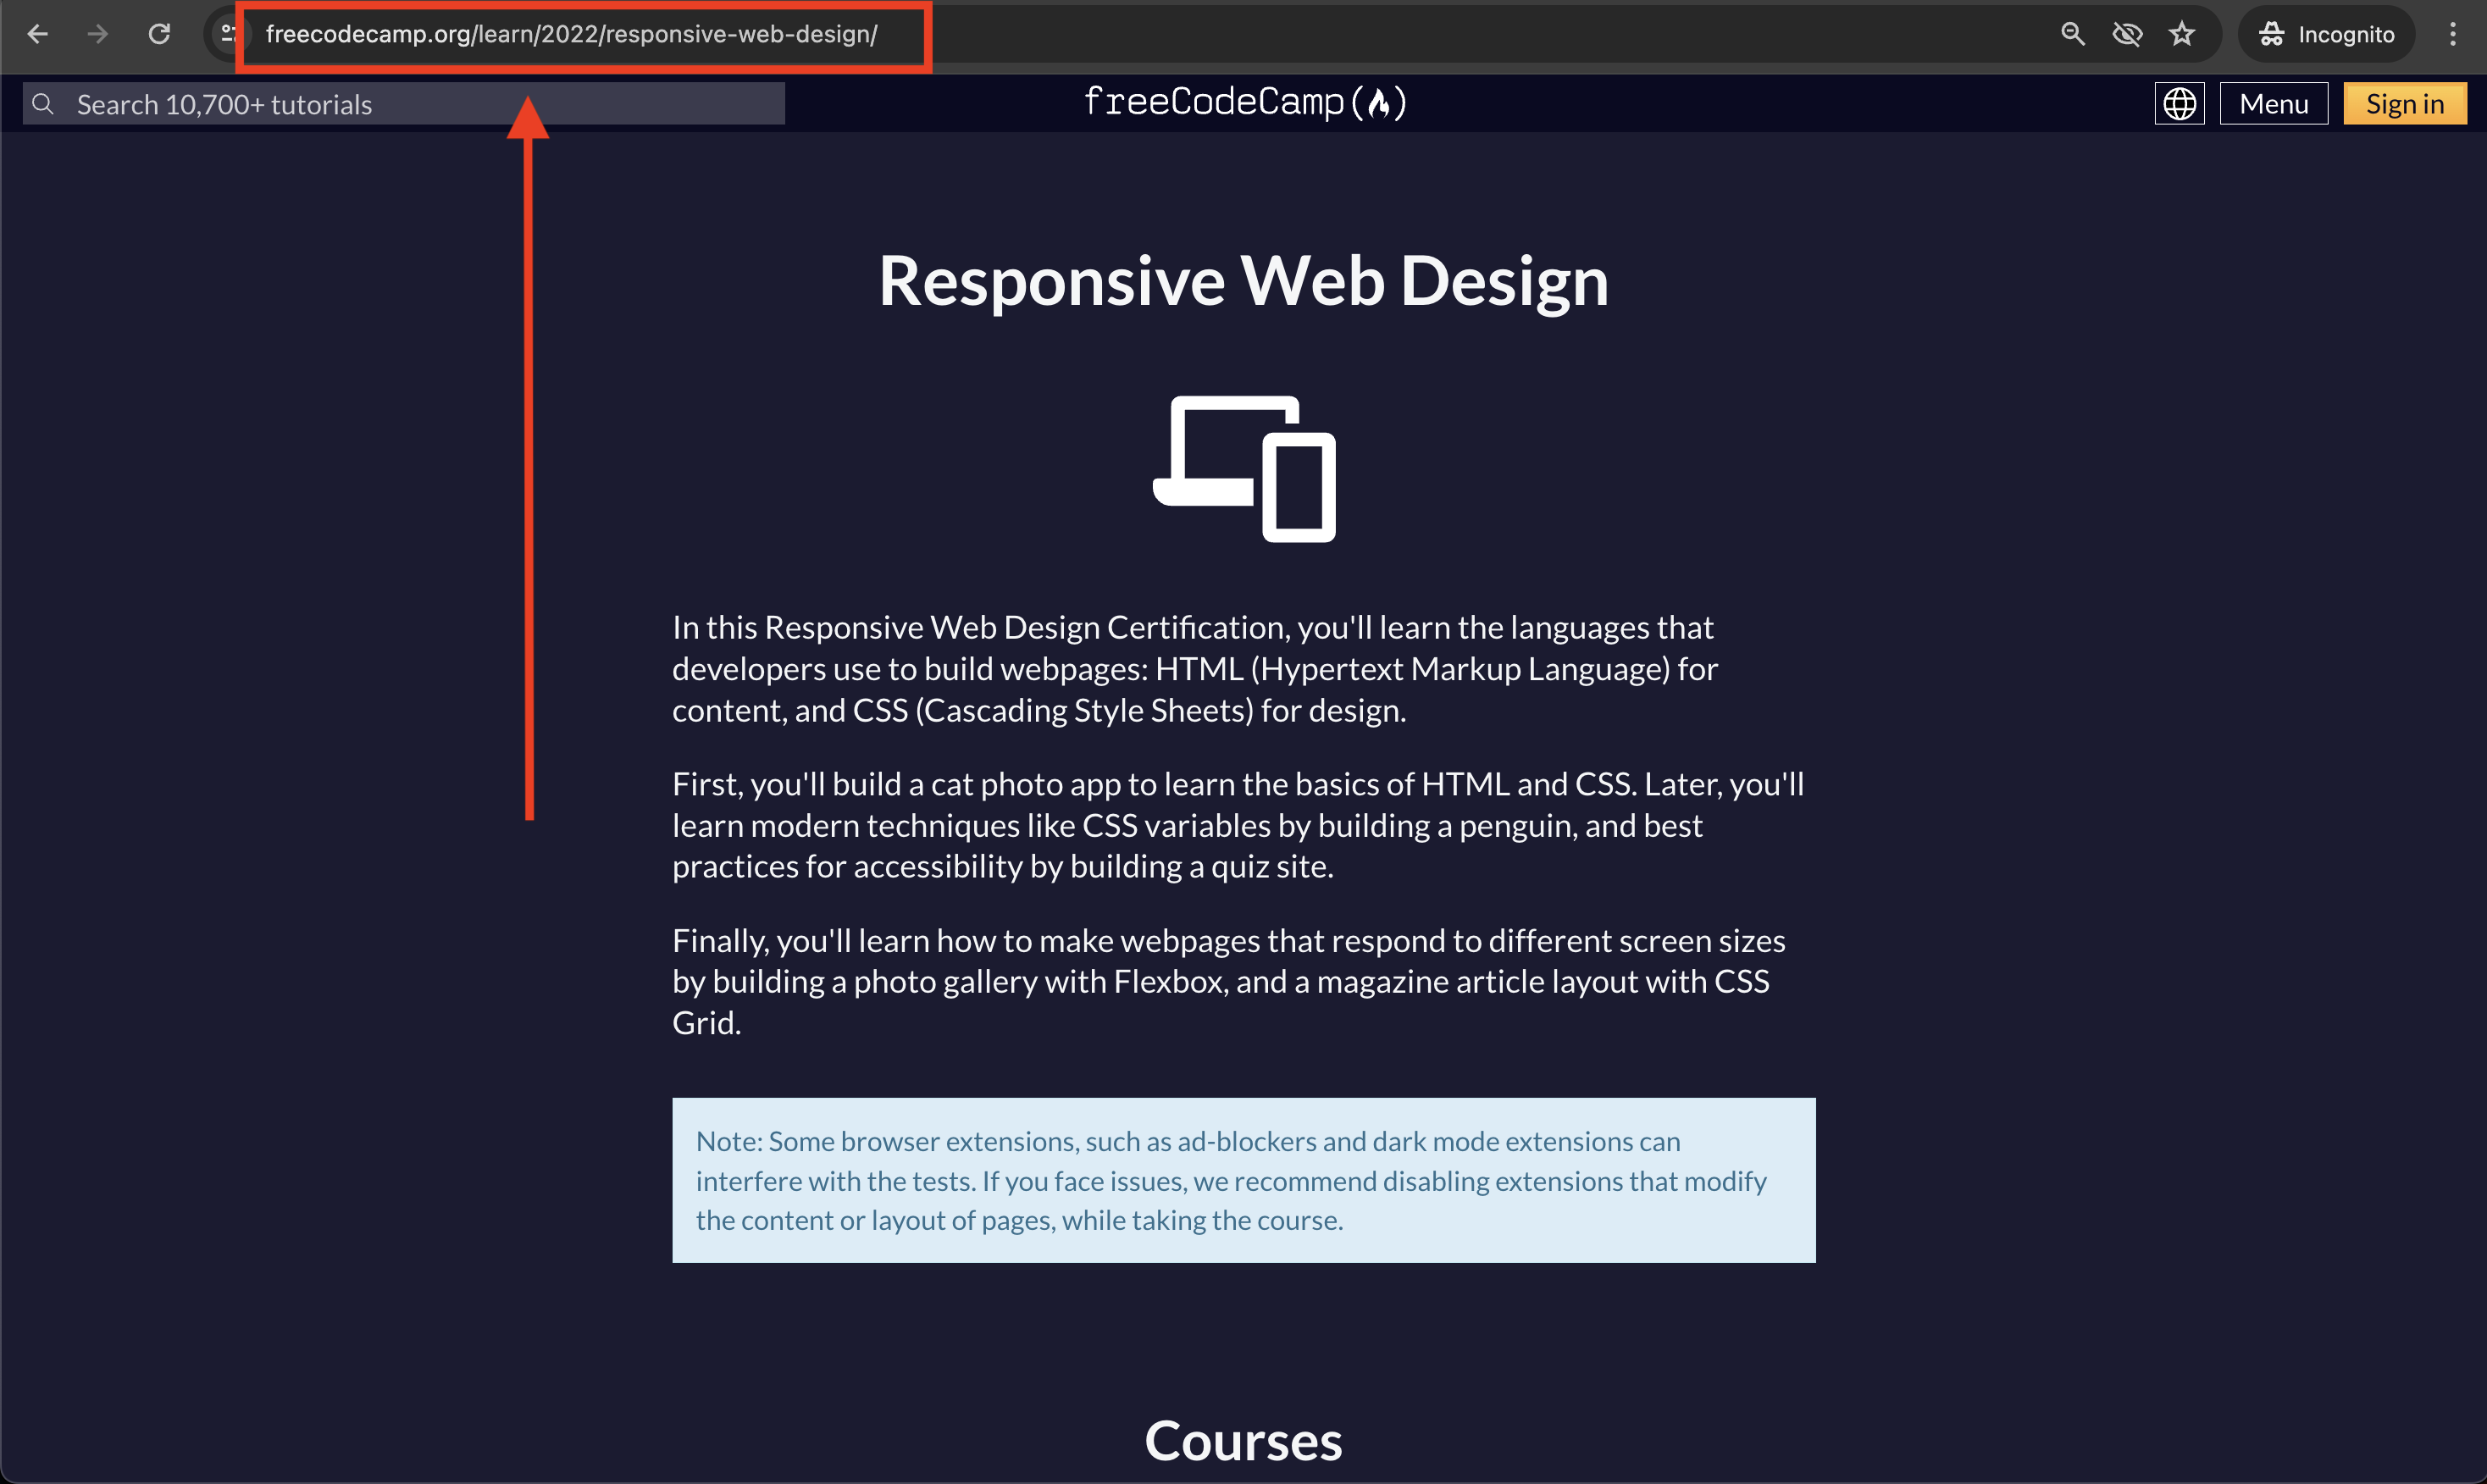 freecodecamp.org/learn/2022/responsive-web-design/
Incognito
Search 10,700+ tutorials
freeCodeCamp
Menu
Sign in
Responsive Web Design
In this Responsive Web Design Certification, you'll learn the languages that
developers use to build webpages: HTML (Hypertext Markup Language) for
content, and CSS (Cascading Style Sheets) for design.
First, you'll build a cat photo app to learn the basics of HTML and CSS. Later, you'll
learn modern techniques like CSS variables by building a penguin, and best
practices for accessibility by building a quiz site.
Finally, you'll learn how to make webpages that respond to different screen sizes
by building a photo gallery with Flexbox, and a magazine article layout with CSS
Grid.
Note: Some browser extensions, such as ad-blockers and dark mode extensions can
interfere with the tests. If you face issues, we recommend disabling extensions that modify
the content or layout of pages, while taking the course.
Courses